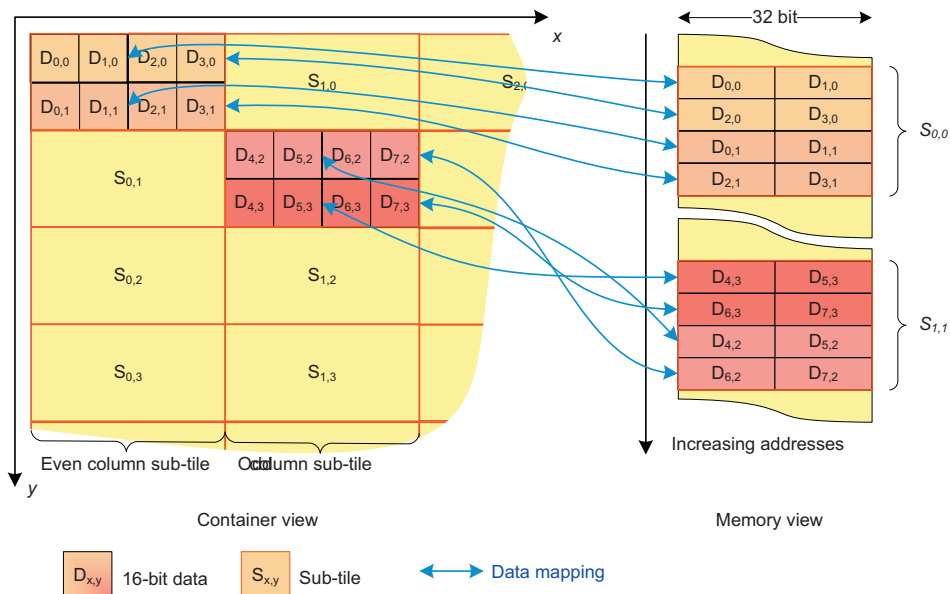 32 bit
x
D0,0 D1,0 D2,0 D3,0
S1,0
S2,0
D0,0 D1,0
D0,1 D1,1 D2,1 D3,1
D2,0 D3,0
S0,0
D0,1 D1,1
D2,1 D3,1
S0,1
D4,2 D5,2 D6,2 D7,2
D4,3 D5,3 D6,3 D7,3
S0,2
S1,2
D4,3 D5,3
D6,3 D7,3
S1,1
D4,2 D5,2
D6,2 D7,2
S0,3
S1,3
Increasing addresses
Even column sub-tile
Odd column sub-tile
y
Container view
Memory view
Dx,y 16-bit data
Sx,y Sub-tile
Data mapping